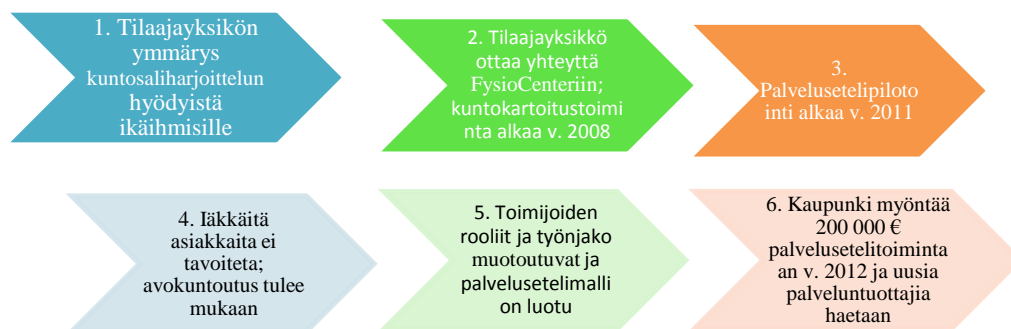 1. Tilaajayksikön
ymmärys
kuntosaliharjoittelun
hyödyistä
ikäihmisille
2. Tilaajayksikkö
ottaa yhteyttä
FysioCenteriin;
kuntokartoitustoimi
nta alkaa v. 2008
3.
Palvelusetelipiloto
inti alkaa v. 2011
4. Iäkkäitä
asiakkaita ei
tavoiteta;
avokuntoutus tulee
mukaan
5. Toimijoiden
rooliit ja työnjako
muotoutuvat ja
palvelusetelimalli
on luotu
6. Kaupunki myöntää
200 000 €
palvelusetelitoiminta
an v. 2012 ja uusia
palveluntuottajia
haetaan